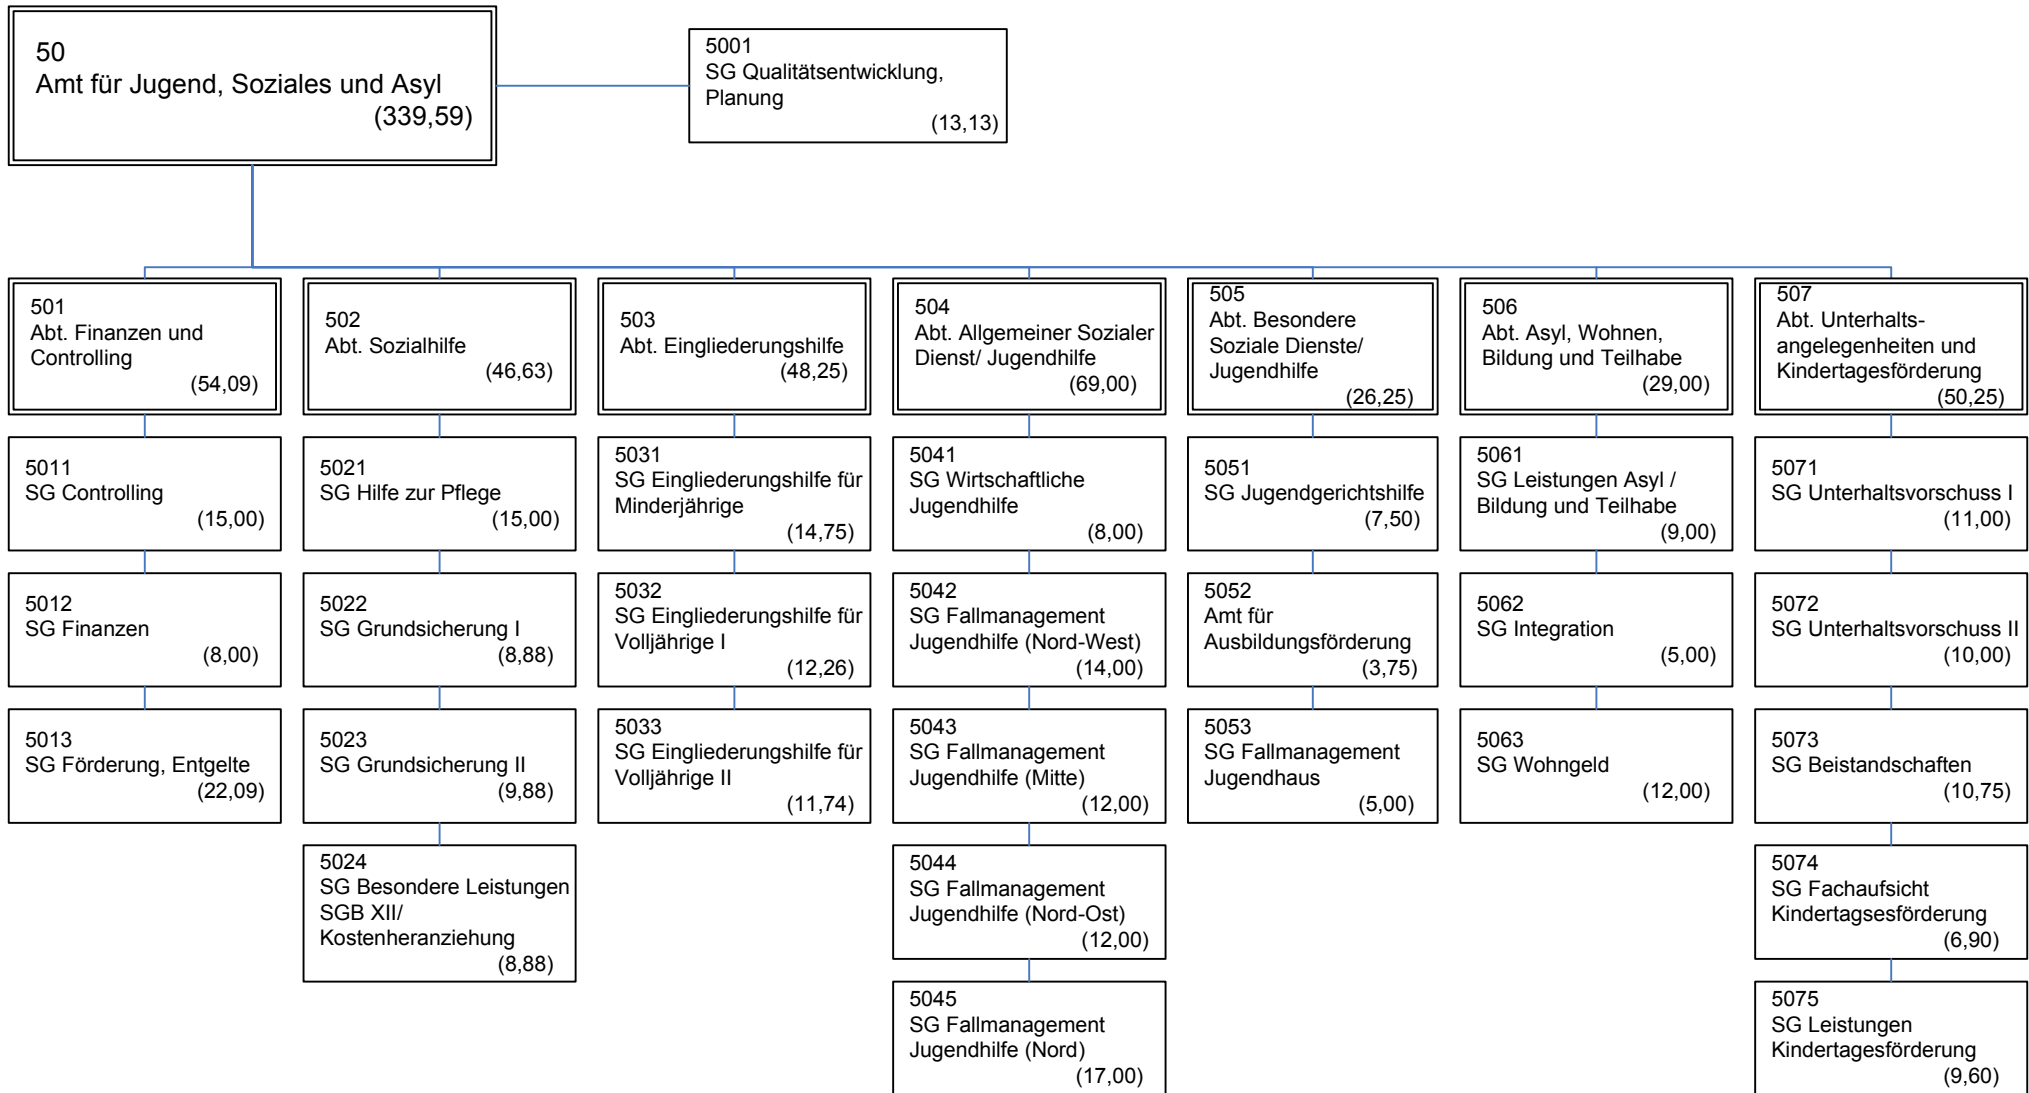 50
Amt für Jugend, Soziales und Asyl
(339,59)
5001
SG Qualitätsentwicklung,
Planung
(13,13)
501
Abt. Finanzen und
Controlling
(54,09)
502
Abt. Sozialhilfe
(46,63)
503
Abt. Eingliederungshilfe
(48,25)
504
Abt. Allgemeiner Sozialer
Dienst/ Jugendhilfe
(69,00)
505
Abt. Besondere
Soziale Dienste/
Jugendhilfe
(26,25)
506
Abt. Asyl, Wohnen,
Bildung und Teilhabe
(29,00)
507
Abt. Unterhalts-
angelegenheiten und
Kindertagesförderung
(50,25)
5011
SG Controlling
(15,00)
5021
SG Hilfe zur Pflege
(15,00)
5031
SG Eingliederungshilfe für
Minderjährige
(14,75)
5041
SG Wirtschaftliche
Jugendhilfe
(8,00)
5051
SG Jugendgerichtshilfe
(7,50)
5061
SG Leistungen Asyl /
Bildung und Teilhabe
(9,00)
5071
SG Unterhaltsvorschuss I
(11,00)
5012
SG Finanzen
(8,00)
5022
SG Grundsicherung I
(8,88)
5032
SG Eingliederungshilfe für
Volljährige I
(12,26)
5042
SG Fallmanagement
Jugendhilfe (Nord-West)
(14,00)
5052
Amt für
Ausbildungsförderung
(3,75)
5062
SG Integration
(5,00)
5072
SG Unterhaltsvorschuss II
(10,00)
5013
SG Förderung, Entgelte
(22,09)
5023
SG Grundsicherung II
(9,88)
5033
SG Eingliederungshilfe für
Volljährige II
(11,74)
5043
SG Fallmanagement
Jugendhilfe (Mitte)
(12,00)
5053
SG Fallmanagement
Jugendhaus
(5,00)
5063
SG Wohngeld
(12,00)
5073
SG Beistandschaften
(10,75)
5024
SG Besondere Leistungen
SGB XII/
Kostenheranziehung
(8,88)
5044
SG Fallmanagement
Jugendhilfe (Nord-Ost)
(12,00)
5074
SG Fachaufsicht
Kindertagsesförderung
(6,90)
5045
SG Fallmanagement
Jugendhilfe (Nord)
(17,00)
5075
SG Leistungen
Kindertagesförderung
(9,60)